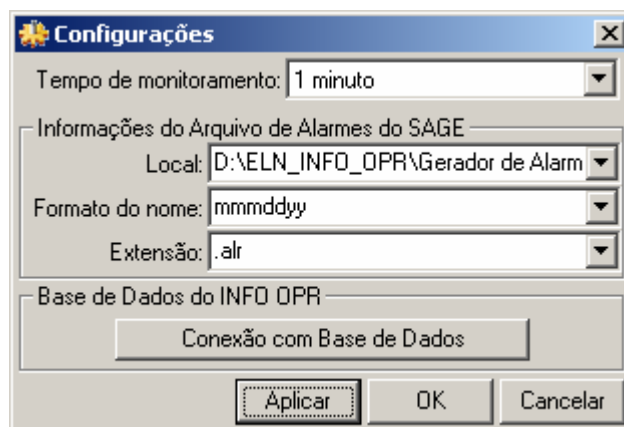 Configurações
Tempo de monitoramento: 1 minuto
Informações do Arquivo de Alarmes do SAGE
Local: D:\ELN_INFO_OPR\Gerador de Alarm
Formato do nome: mmmddyy
Extensão: .alr
Base de Dados do INFO OPR
Conexão com Base de Dados
Aplicar OK Cancelar